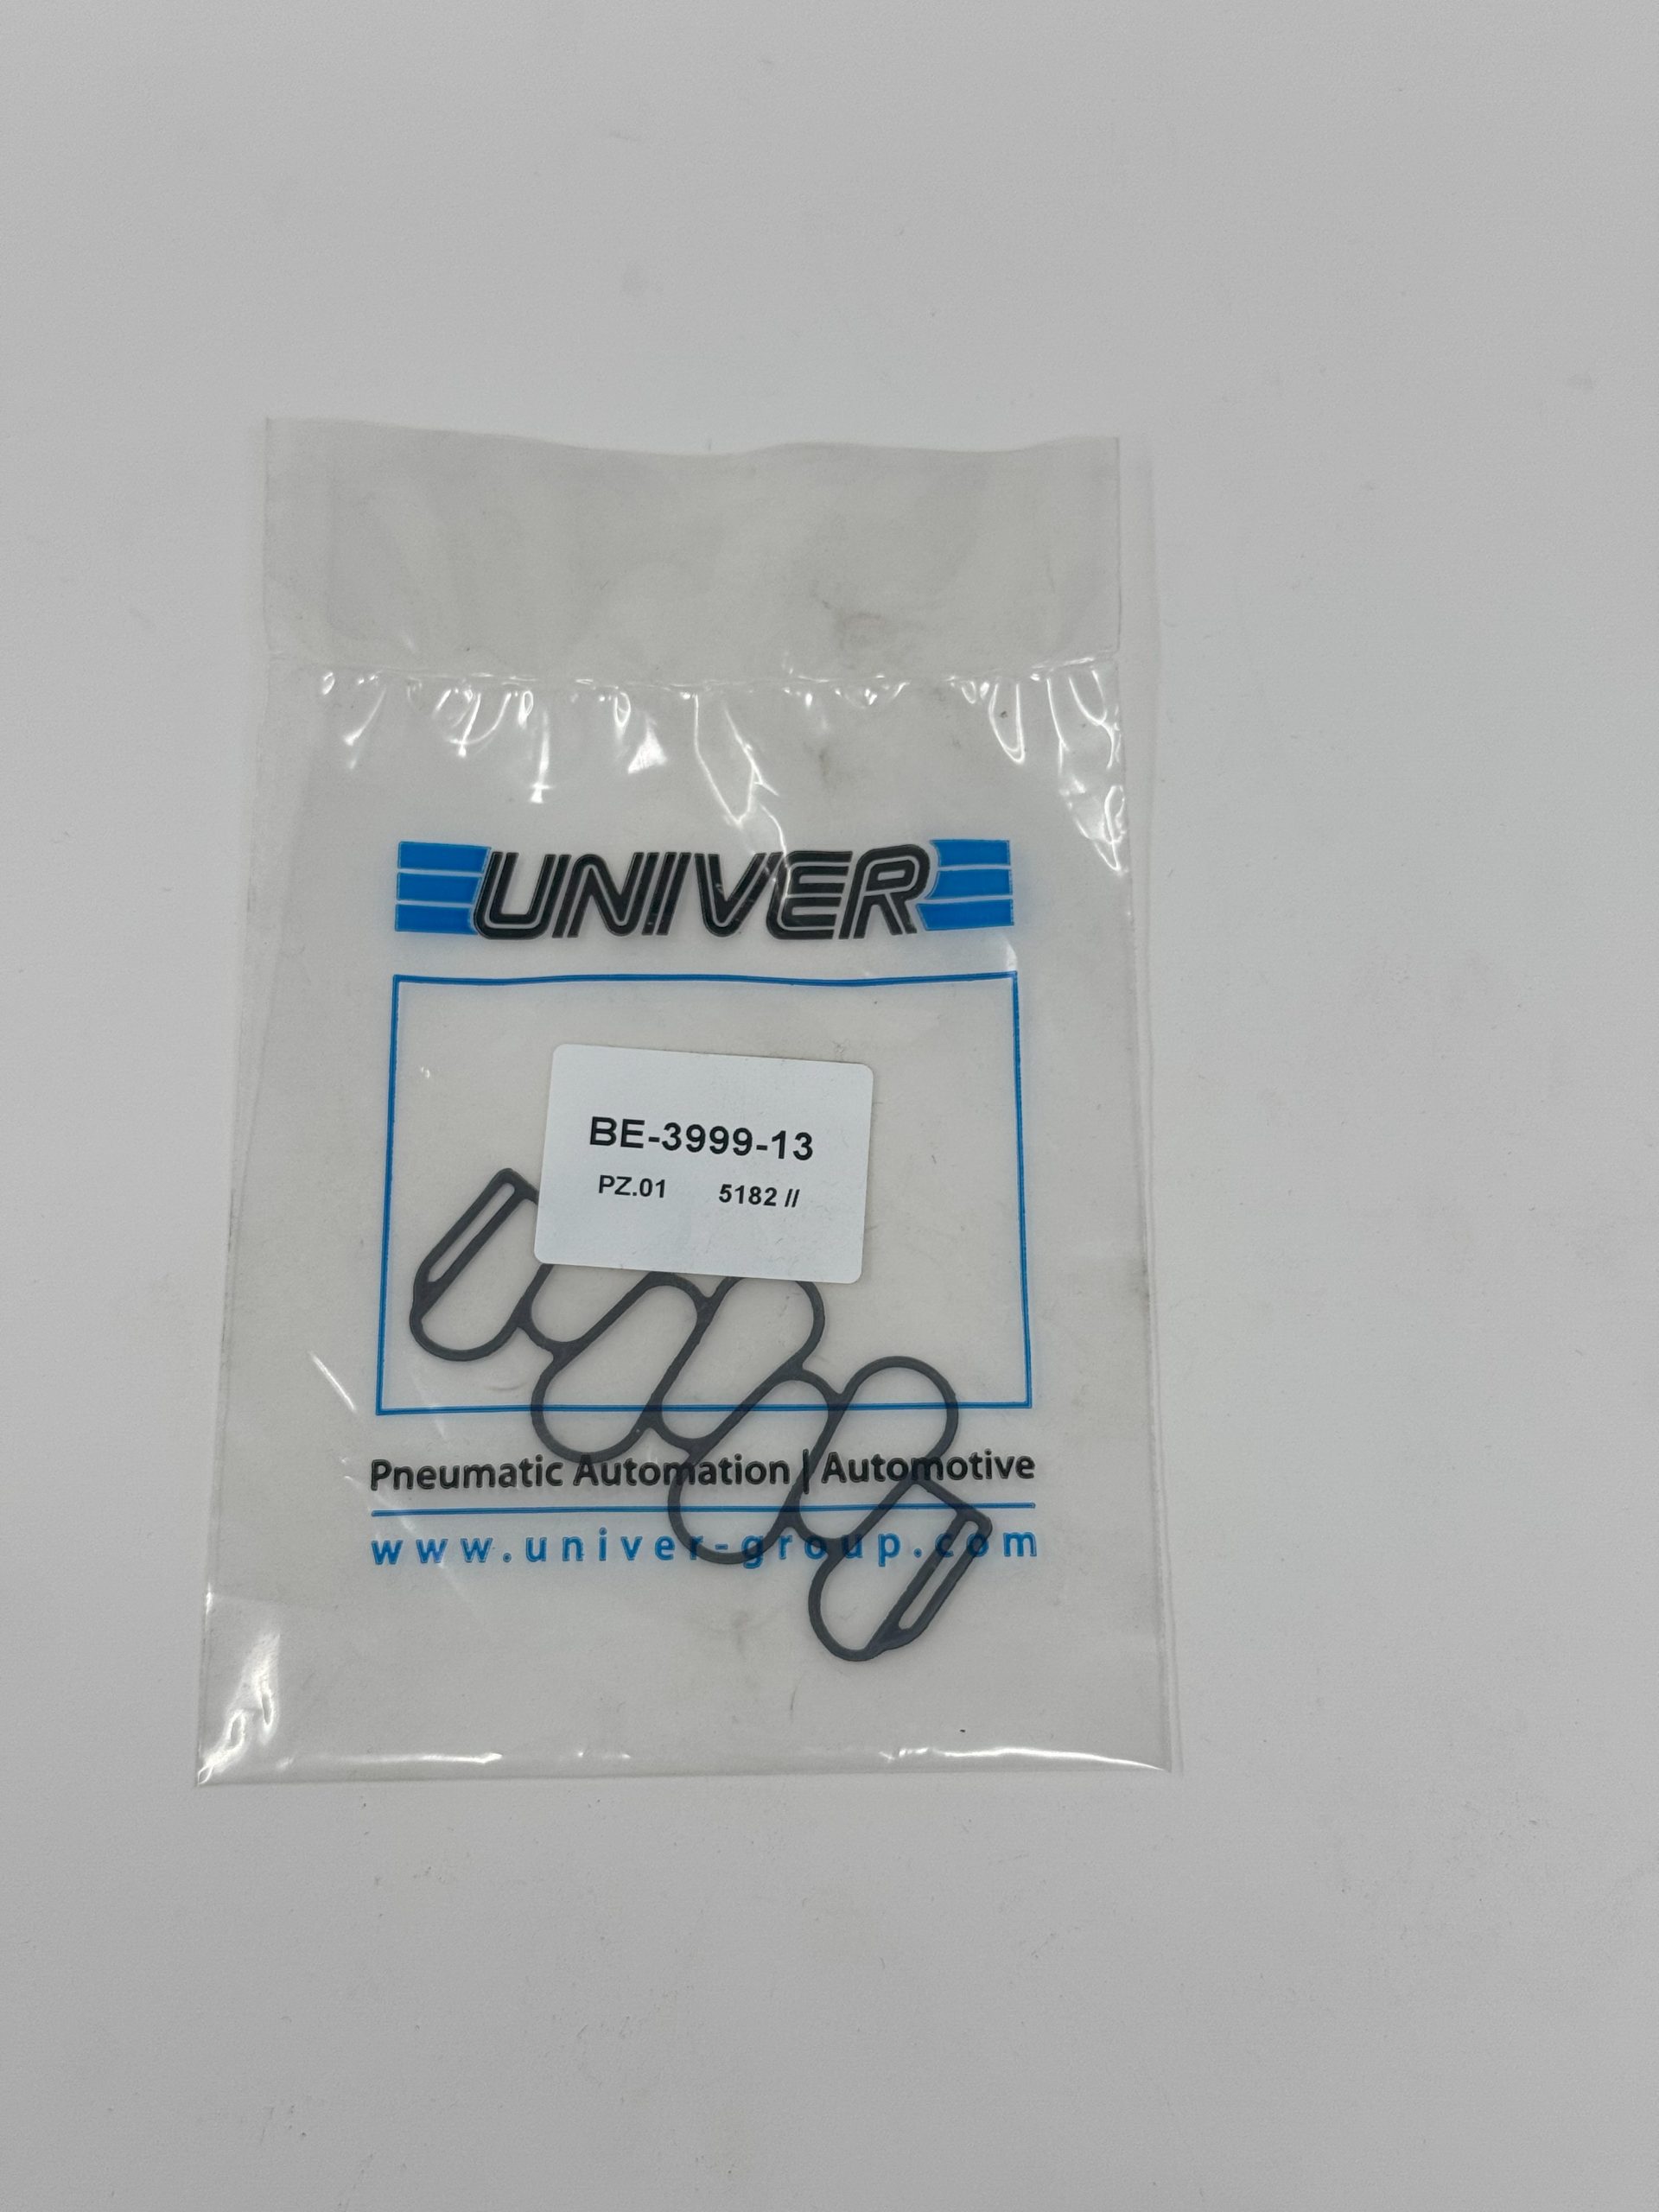 UNIVER
BE-3999-13
PZ.01 5182 //
Pneumatic Automation | Automotive
www.univer-group.com